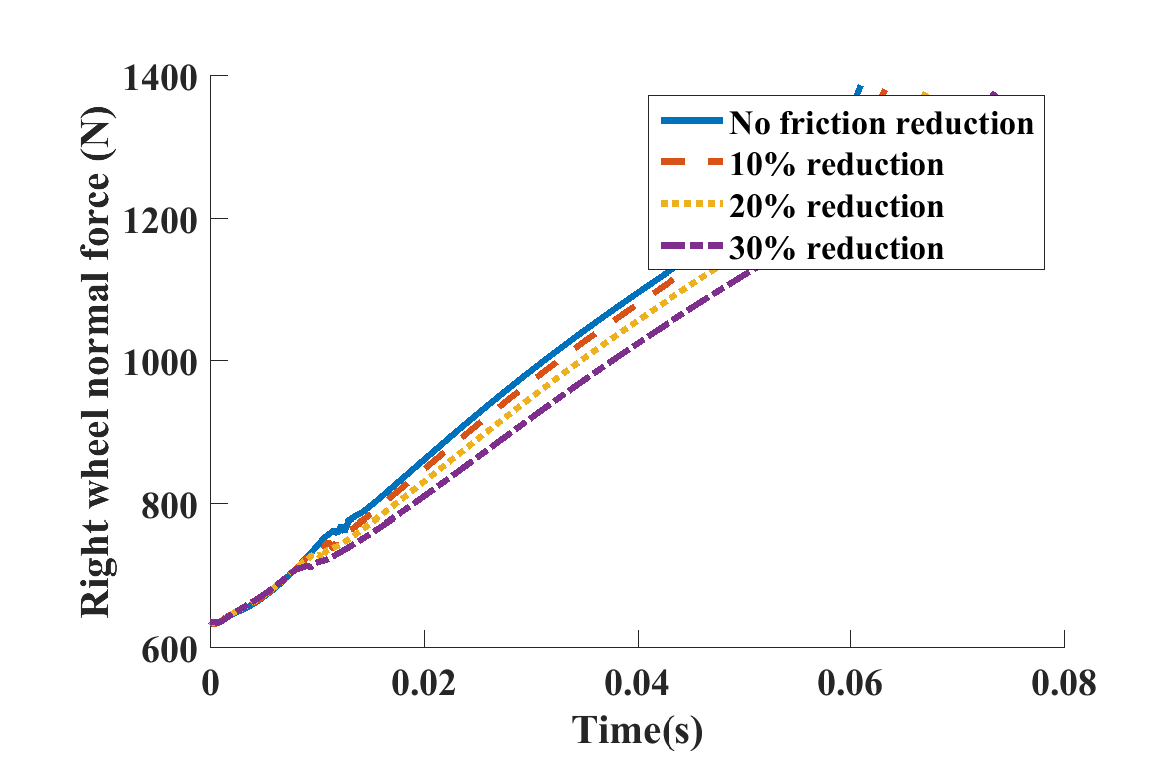 1400
1200
1000
800
600
Right wheel normal force (N)
No friction reduction
10% reduction
20% reduction
30% reduction
0
0.02
0.04
0.06
0.08
Time(s)